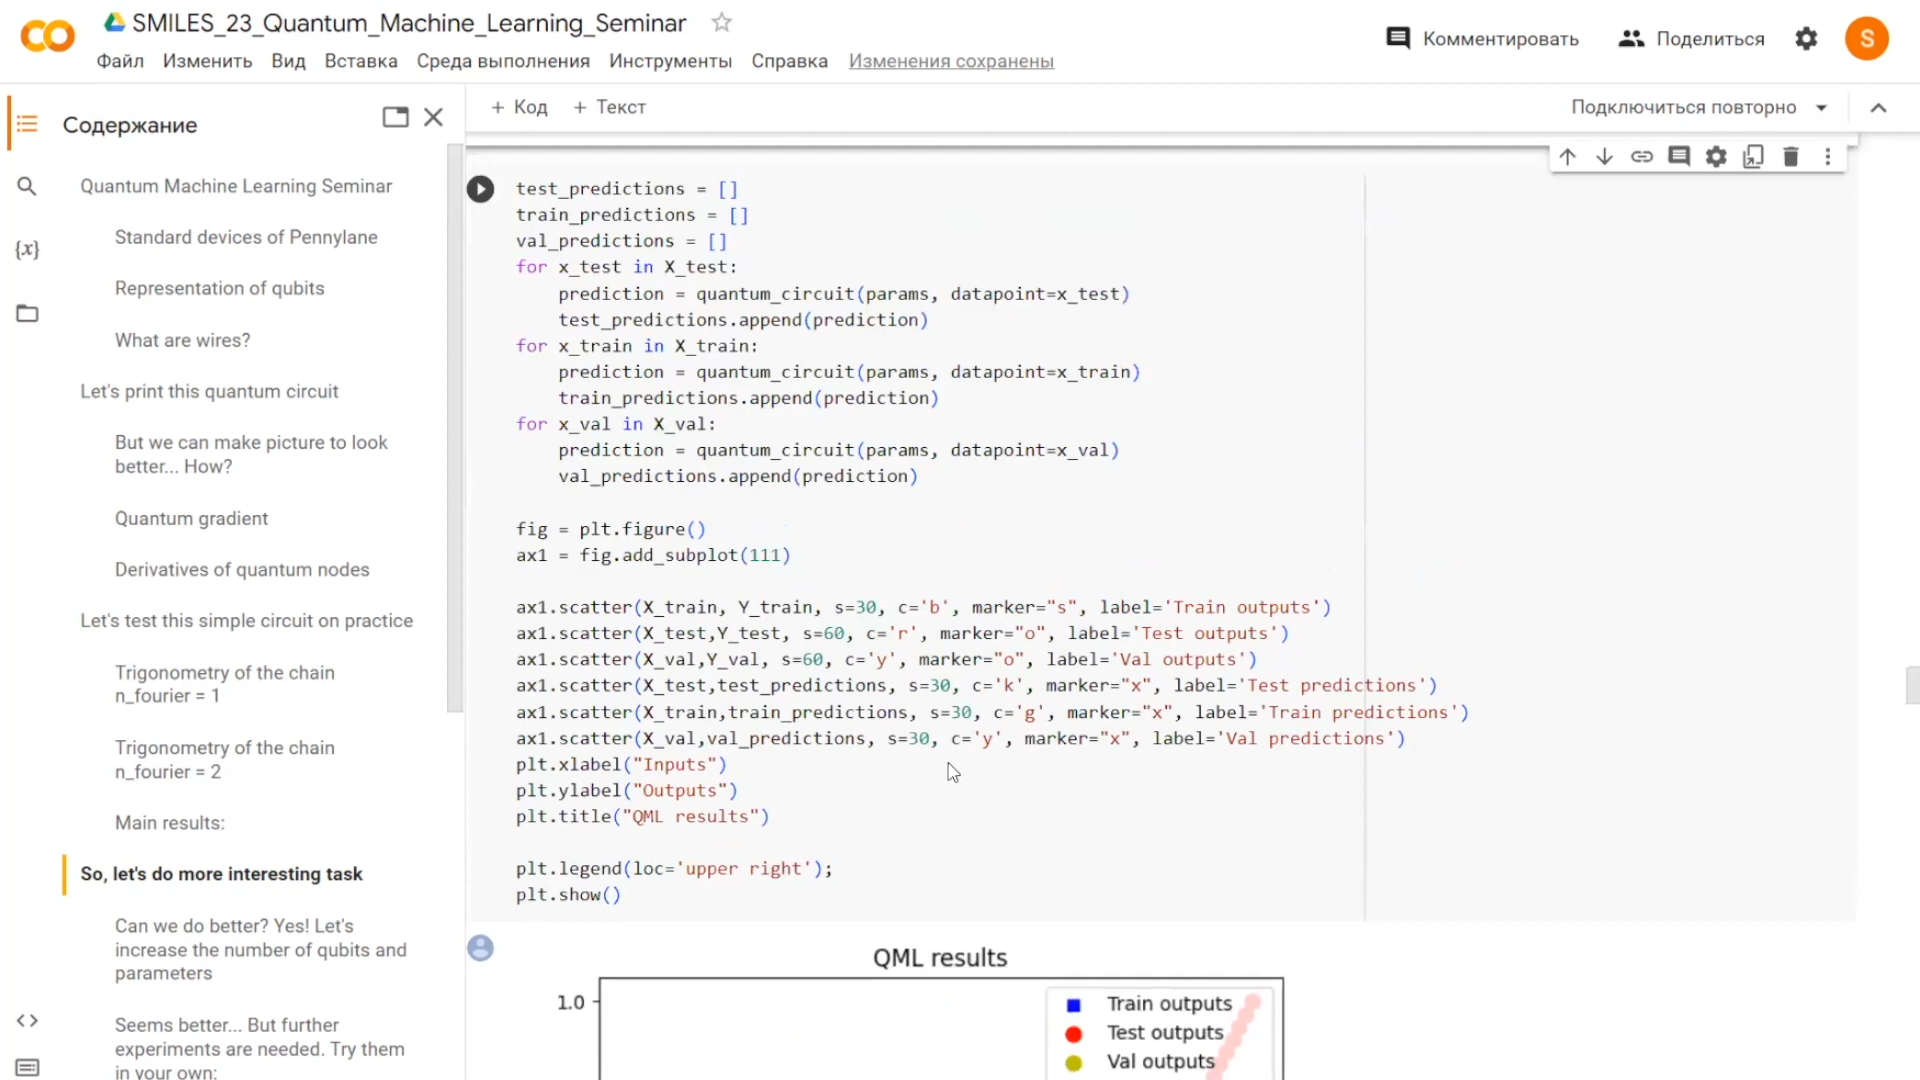 SMILES_23_Quantum_Machine_Learning_Seminar
Файл Изменить Вид Вставка Среда выполнения Инструменты Справка Изменения сохранены
Комментировать Поделиться S
Содержание
+ Код + Текст
Подключиться повторно
Quantum Machine Learning Seminar
Standard devices of Pennylane
Representation of qubits
What are wires?
Let's print this quantum circuit
But we can make picture to look
better... How?
Quantum gradient
Derivatives of quantum nodes
Let's test this simple circuit on practice
Trigonometry of the chain
n_fourier = 1
Trigonometry of the chain
n_fourier = 2
Main results:
So, let's do more interesting task
Can we do better? Yes! Let's
increase the number of qubits and
parameters
Seems better... But further
experiments are needed. Try them
in your own:
{x}
<>
test_predictions = []
train_predictions = []
val_predictions = []
for x_test in X_test:
    prediction = quantum_circuit(params, datapoint=x_test)
    test_predictions.append(prediction)
for x_train in X_train:
    prediction = quantum_circuit(params, datapoint=x_train)
    train_predictions.append(prediction)
for x_val in X_val:
    prediction = quantum_circuit(params, datapoint=x_val)
    val_predictions.append(prediction)
fig = plt.figure()
ax1 = fig.add_subplot(111)
ax1.scatter(X_train, Y_train, s=30, c='b', marker="s", label='Train outputs')
ax1.scatter(X_test,Y_test, s=60, c='r', marker="o", label='Test outputs')
ax1.scatter(X_val,Y_val, s=60, c='y', marker="o", label='Val outputs')
ax1.scatter(X_test,test_predictions, s=30, c='k', marker="x", label='Test predictions')
ax1.scatter(X_train,train_predictions, s=30, c='g', marker="x", label='Train predictions')
ax1.scatter(X_val,val_predictions, s=30, c='y', marker="x", label='Val predictions')
plt.xlabel("Inputs")
plt.ylabel("Outputs")
plt.title("QML results")
plt.legend(loc='upper right');
plt.show()
QML results
1.0
Train outputs
Test outputs
Val outputs